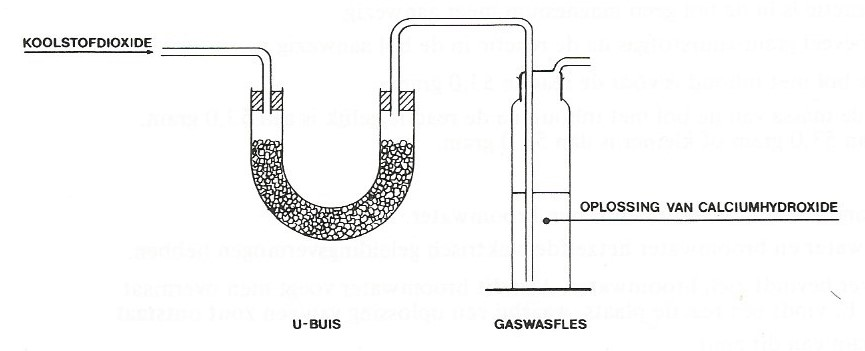 KOOLSTOFDIOXIDE
OPLOSSING VAN CALCIUMHYDROXIDE
U-BUIS
GASWASFLES